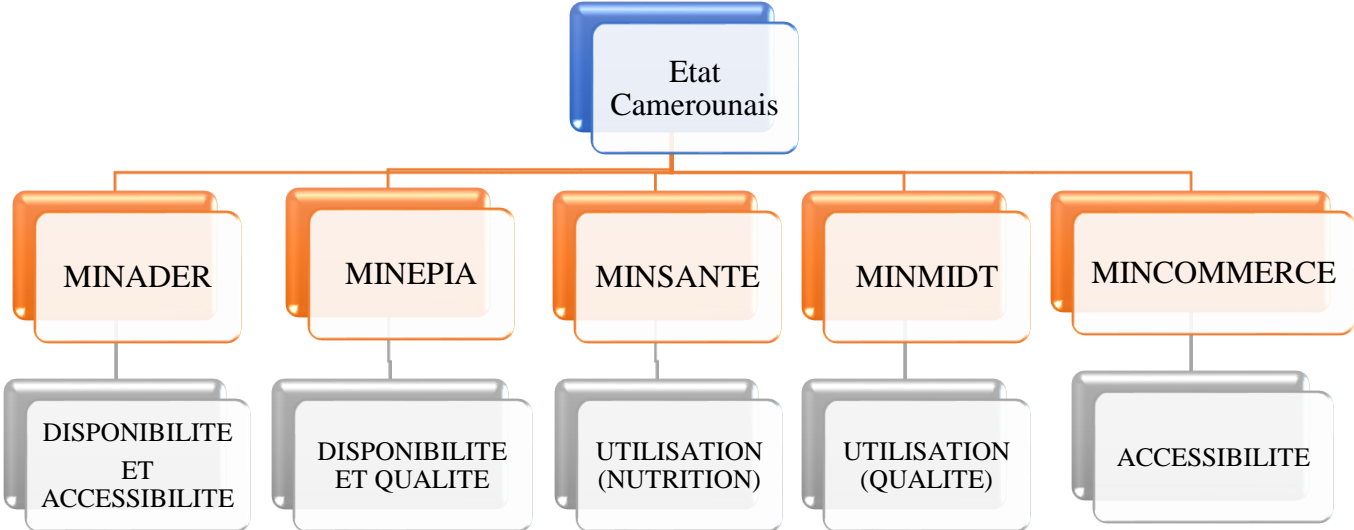 Etat
Camerounais
MINADER
MINEPIA
MINSANTE
MINMIDT
MINCOMMERCE
DISPONIBILITE
ET
ACCESSIBILITE
DISPONIBILITE
ET QUALITE
UTILISATION
(NUTRITION)
UTILISATION
(QUALITE)
ACCESSIBILITE